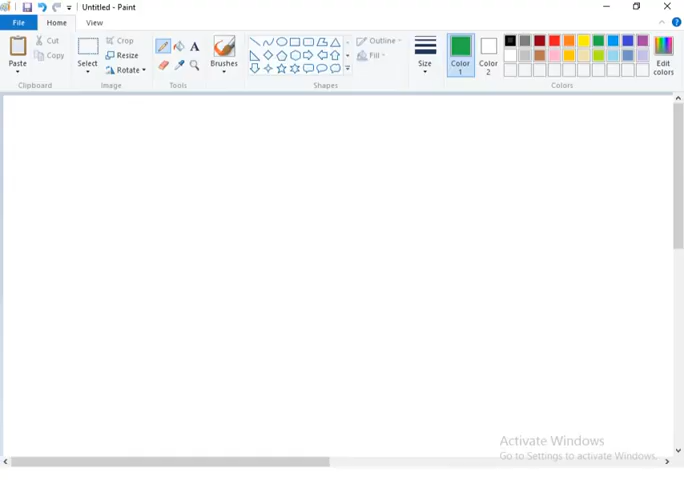 Untitled - Paint
File Home View
Paste
Cut
Copy
Clipboard
Select
Crop
Resize
Rotate
Image
A
Tools
Brushes
Shapes
Outline
Fill
Size
Color 1
Color 2
Edit colors
Colors
Activate Windows
Go to Settings to activate Windows.